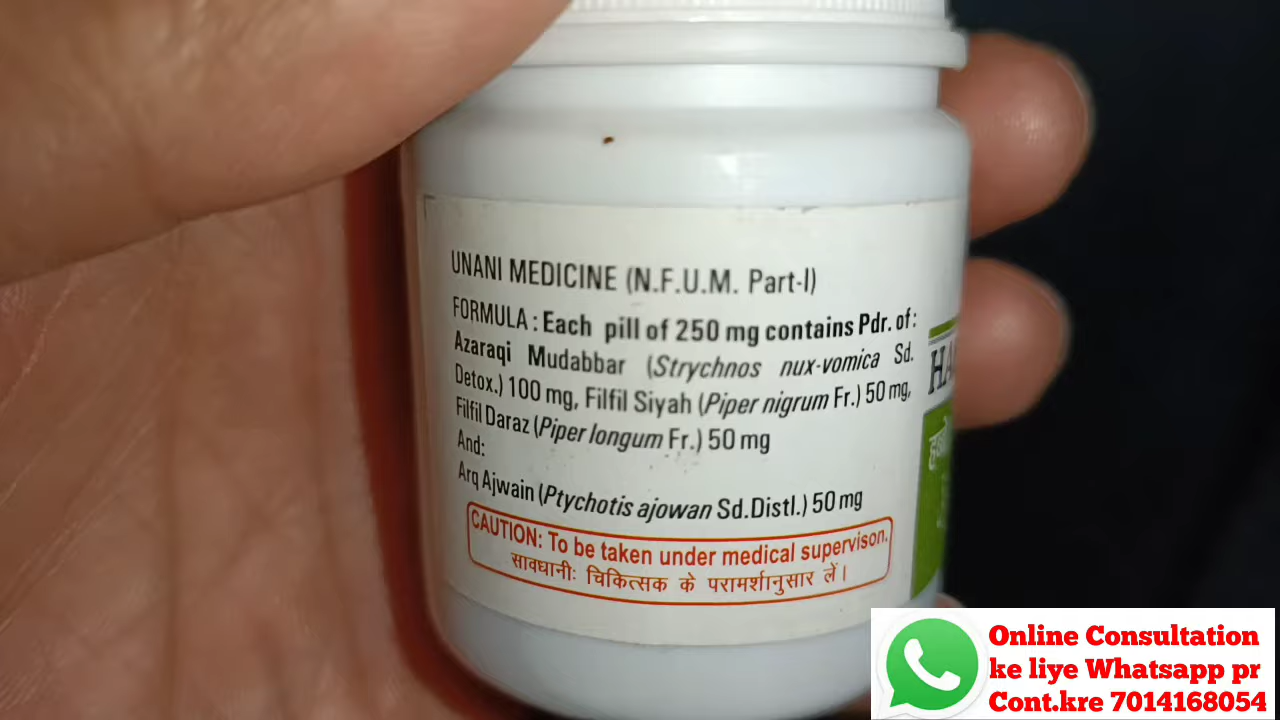 UNANI MEDICINE (N.F.U.M. Part-I)
FORMULA : Each pill of 250 mg contains Pdr. of:
Azaraqi Mudabbar (Strychnos nux-vomica Sd.
Detox.) 100 mg, Filfil Siyah (Piper nigrum Fr.) 50 mg,
Filfil Daraz (Piper longum Fr.) 50 mg
And:
Arq Ajwain (Ptychotis ajowan Sd.Distl.) 50 mg
CAUTION: To be taken under medical supervison.
सावधानीः चिकित्सक के परामर्शानुसार लें।
Online Consultation
ke liye Whatsapp pr
Cont.kre 7014168054